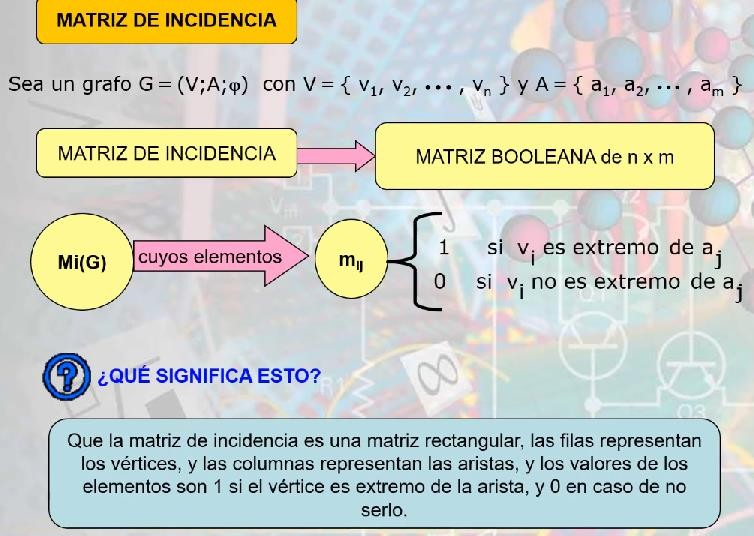 MATRIZ DE INCIDENCIA
Sea un grafo G = (V;A;φ) con V = { v₁, v₂, ••• , vₙ } y A = { a₁, a₂, ••• , aₘ }
MATRIZ DE INCIDENCIA
MATRIZ BOOLEANA de n x m
Mi(G)
cuyos elementos
mᵢⱼ
1 si vᵢ es extremo de aⱼ
0 si vᵢ no es extremo de aⱼ
¿QUÉ SIGNIFICA ESTO?
Que la matriz de incidencia es una matriz rectangular, las filas representan
los vértices, y las columnas representan las aristas, y los valores de los
elementos son 1 si el vértice es extremo de la arista, y 0 en caso de no
serlo.
R1
Q3